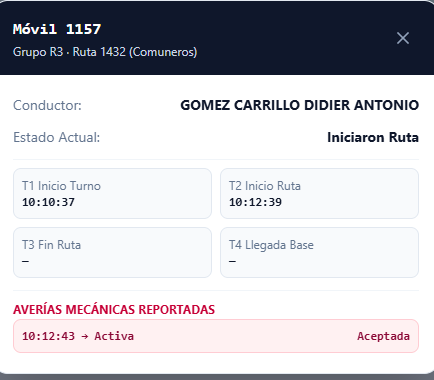 Móvil 1157
Grupo R3 · Ruta 1432 (Comuneros)
Conductor: GOMEZ CARRILLO DIDIER ANTONIO
Estado Actual: Iniciaron Ruta
T1 Inicio Turno
10:10:37
T2 Inicio Ruta
10:12:39
T3 Fin Ruta
—
T4 Llegada Base
—
AVERÍAS MECÁNICAS REPORTADAS
10:12:43 → Activa Aceptada